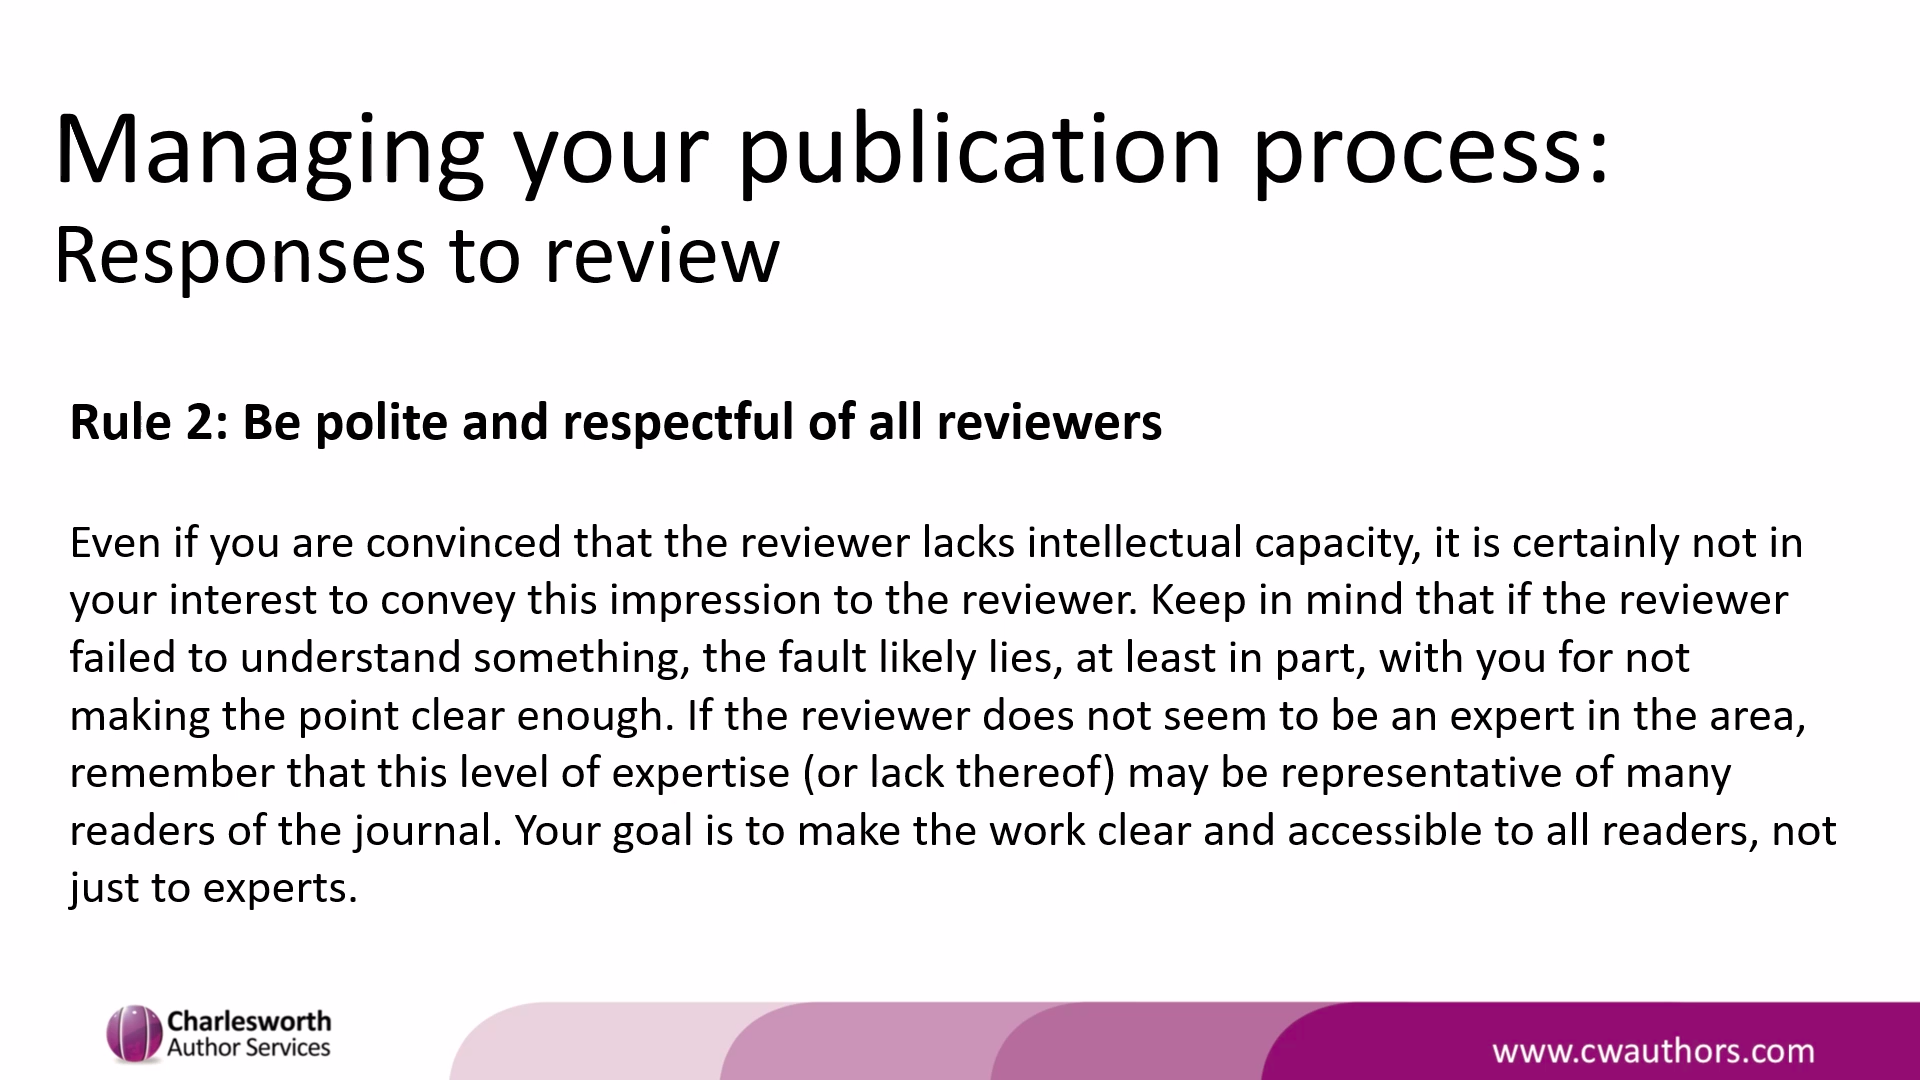 Managing your publication process:
Responses to review
Rule 2: Be polite and respectful of all reviewers
Even if you are convinced that the reviewer lacks intellectual capacity, it is certainly not in
your interest to convey this impression to the reviewer. Keep in mind that if the reviewer
failed to understand something, the fault likely lies, at least in part, with you for not
making the point clear enough. If the reviewer does not seem to be an expert in the area,
remember that this level of expertise (or lack thereof) may be representative of many
readers of the journal. Your goal is to make the work clear and accessible to all readers, not
just to experts.
Charlesworth
Author Services
www.cwauthors.com